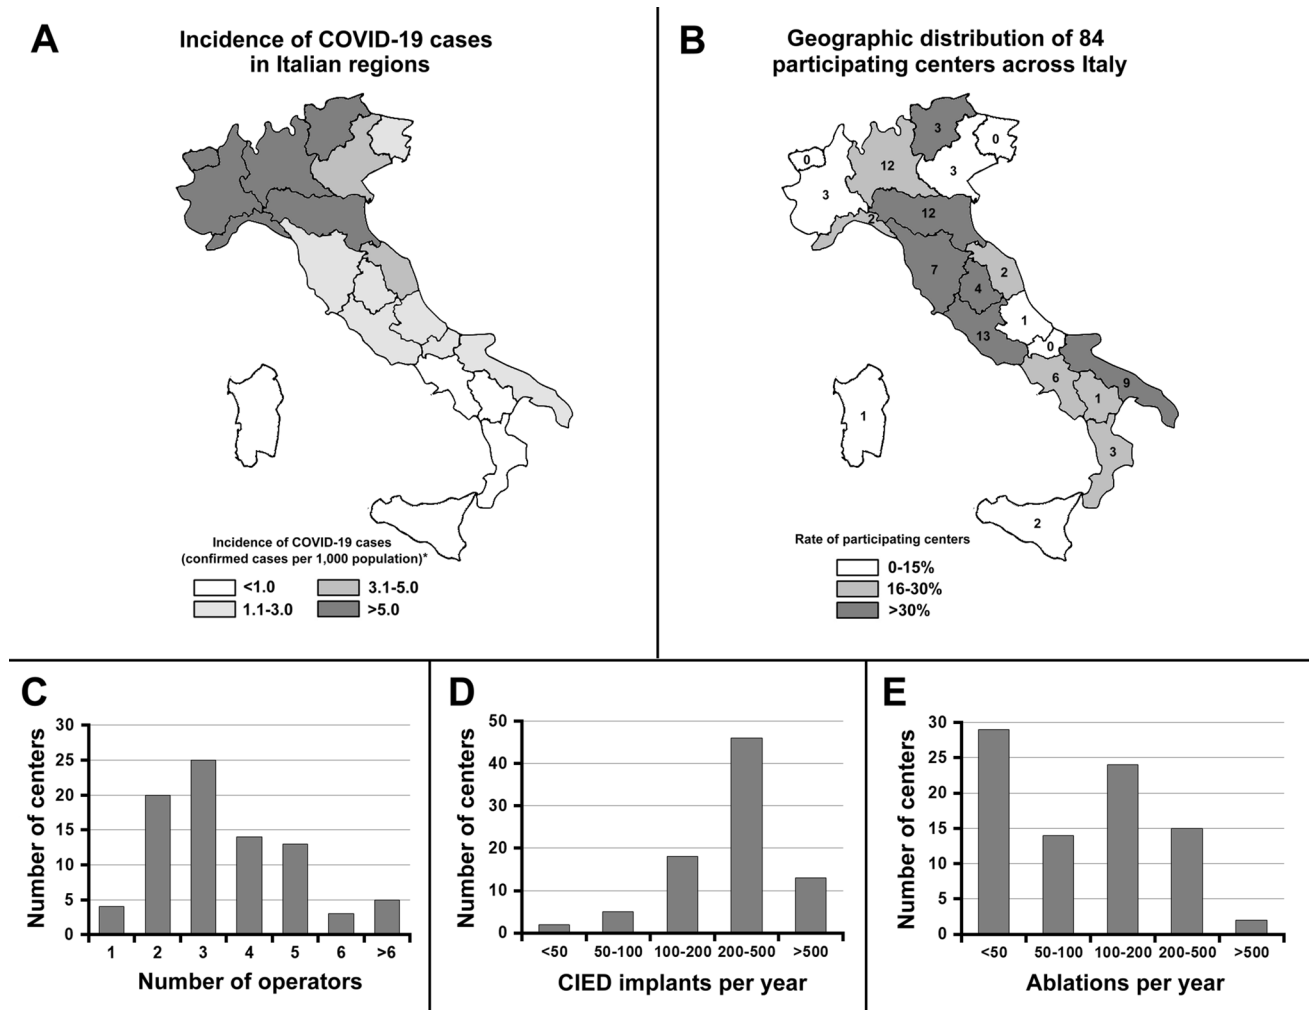 A
Incidence of COVID-19 cases
in Italian regions
Incidence of COVID-19 cases
(confirmed cases per 1,000 population)*
<1.0
3.1-5.0
1.1-3.0
>5.0
B
Geographic distribution of 84
participating centers across Italy
3
0
0
12
3
3
12
2
7
2
4
1
13
0
6
9
1
1
3
2
Rate of participating centers
0-15%
16-30%
>30%
C
Number of centers
30
25
20
15
10
5
0
1 2 3 4 5 6 >6
Number of operators
D
Number of centers
50
40
30
20
10
0
<50 50-100 100-200 200-500 >500
CIED implants per year
E
Number of centers
30
25
20
15
10
5
0
<50 50-100 100-200 200-500 >500
Ablations per year